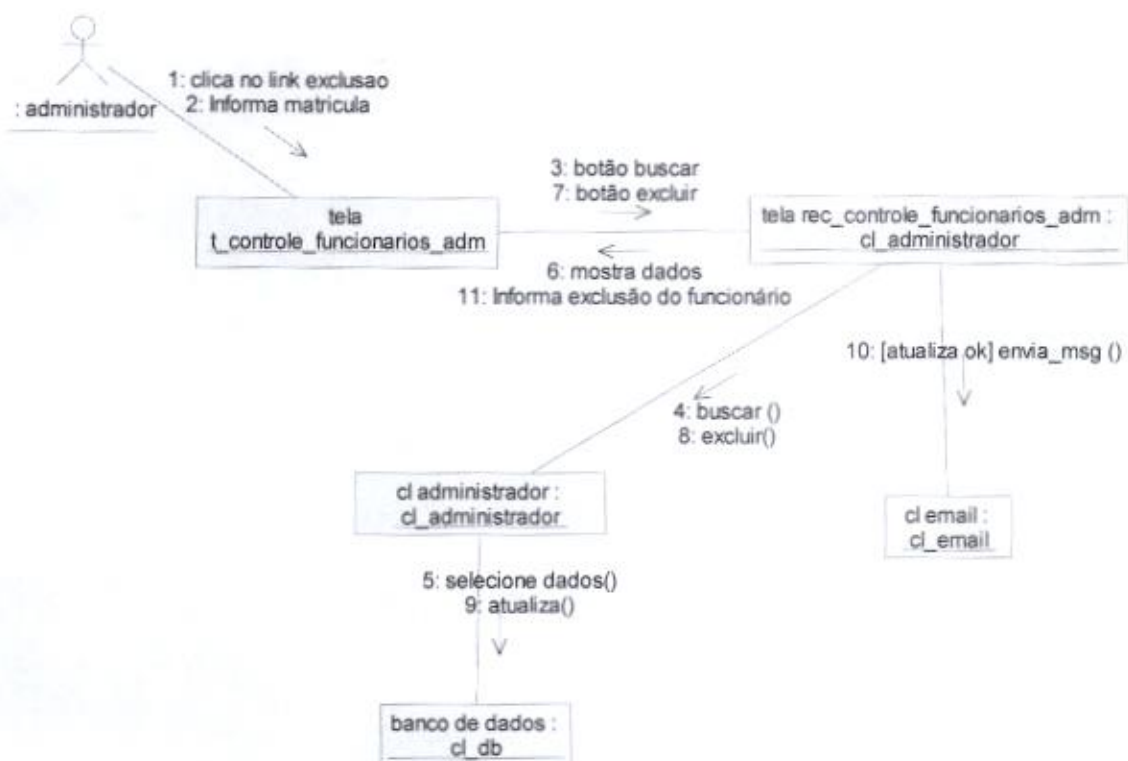 : administrador
1: clica no link exclusao
2: Informa matricula
tela
t_controle_funcionarios_adm
3: botão buscar
7: botão excluir
tela rec_controle_funcionarios_adm :
cl_administrador
6: mostra dados
11: Informa exclusão do funcionário
10: [atualiza ok] envia_msg ()
4: buscar ()
8: excluir()
cl administrador :
cl_administrador
cl email :
cl_email
5: selecione dados()
9: atualiza()
banco de dados :
cl_db